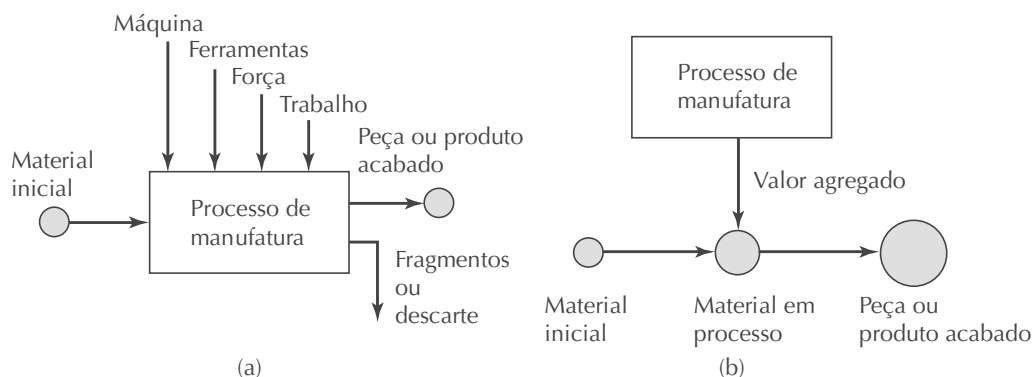 Máquina
Ferramentas
Força
Trabalho
Peça ou produto
acabado
Material
inicial
Processo de
manufatura
Fragmentos
ou
descarte
(a)
Processo de
manufatura
Valor agregado
Material
inicial
Material em
processo
Peça ou
produto acabado
(b)